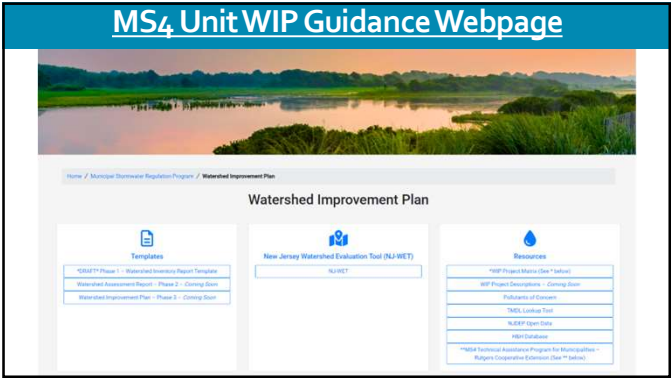 MS4 Unit WIP Guidance Webpage
Home / Municipal Stormwater Regulation Program / Watershed Improvement Plan
Watershed Improvement Plan
Templates
*DRAFT* Phase 1 – Watershed Inventory Report Template
Watershed Assessment Report – Phase 2 – Coming Soon
Watershed Improvement Plan – Phase 3 – Coming Soon
New Jersey Watershed Evaluation Tool (NJ-WET)
NJ-WET
Resources
*WIP Project Matrix (See * below)
WIP Project Descriptions – Coming Soon
Pollutants of Concern
TMDL Lookup Tool
NJDEP Open Data
H&H Database
**MS4 Technical Assistance Program for Municipalities –
Rutgers Cooperative Extension (See ** below)